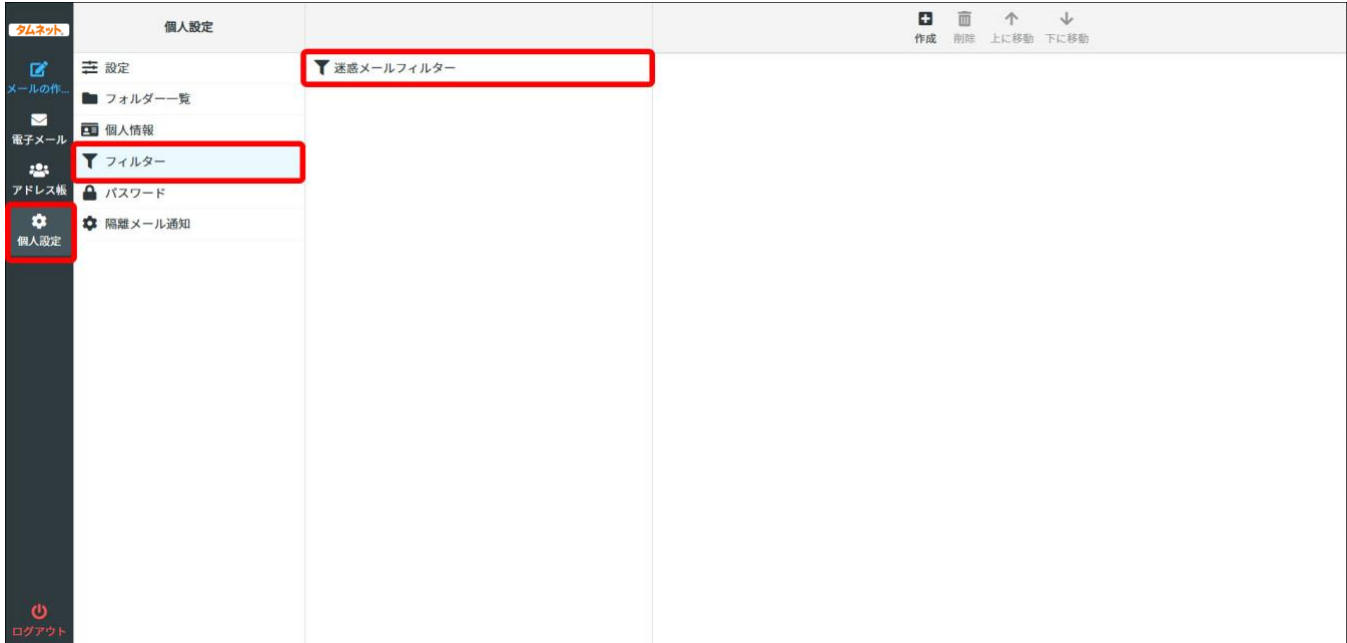 タムネット
メールの作...
電子メール
アドレス帳
個人設定
ログアウト
個人設定
設定
フォルダー一覧
個人情報
フィルター
パスワード
隔離メール通知
迷惑メールフィルター
作成
削除
上に移動
下に移動